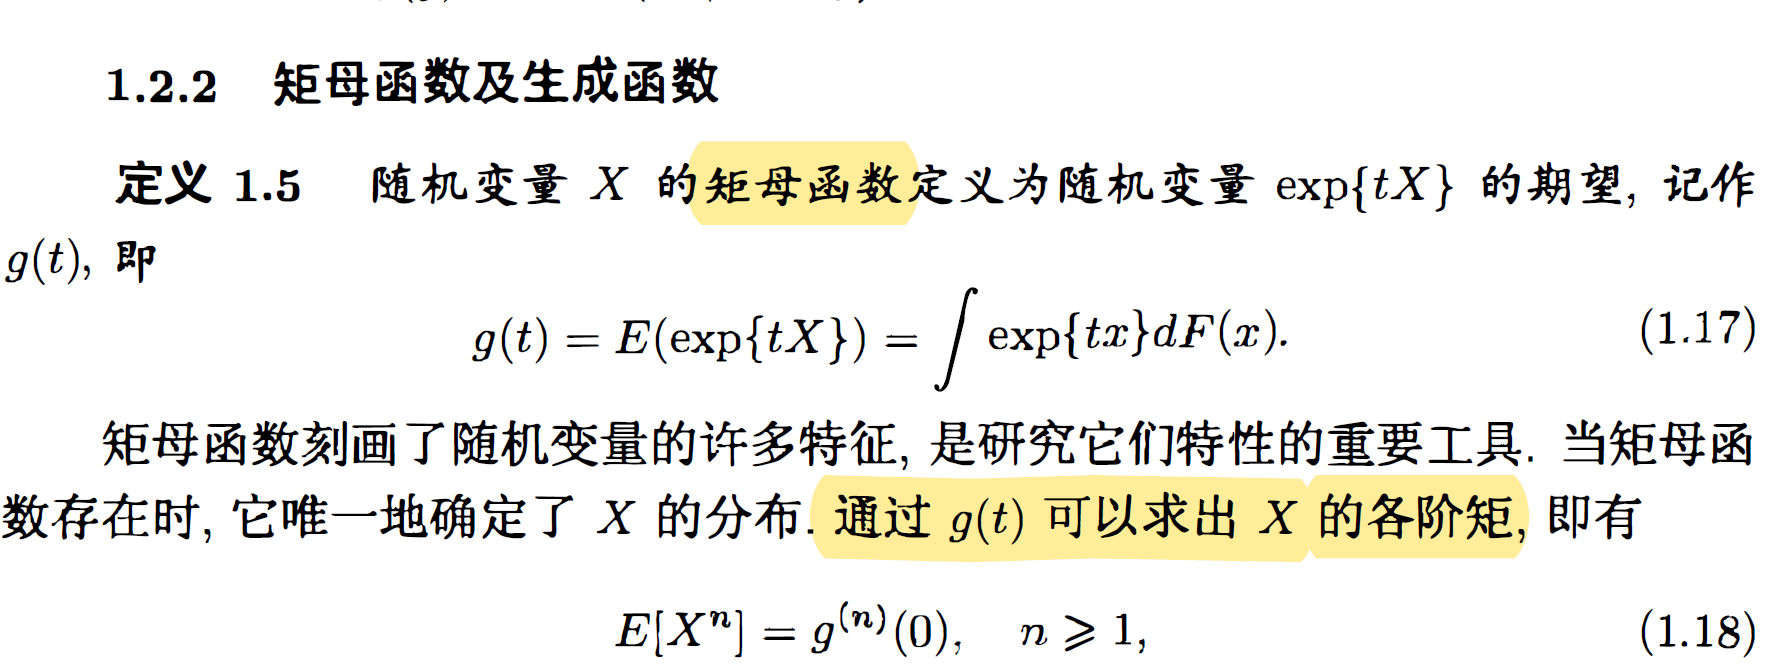 1.2.2 矩母函数及生成函数
定义 1.5 随机变量 X 的矩母函数定义为随机变量 exp{tX} 的期望, 记作
g(t), 即
g(t) = E(exp{tX}) = ∫ exp{tx}dF(x). (1.17)
矩母函数刻画了随机变量的许多特征, 是研究它们特性的重要工具. 当矩母函
数存在时, 它唯一地确定了 X 的分布. 通过 g(t) 可以求出 X 的各阶矩, 即有
E[Xⁿ] = g⁽ⁿ⁾(0), n ⩾ 1, (1.18)